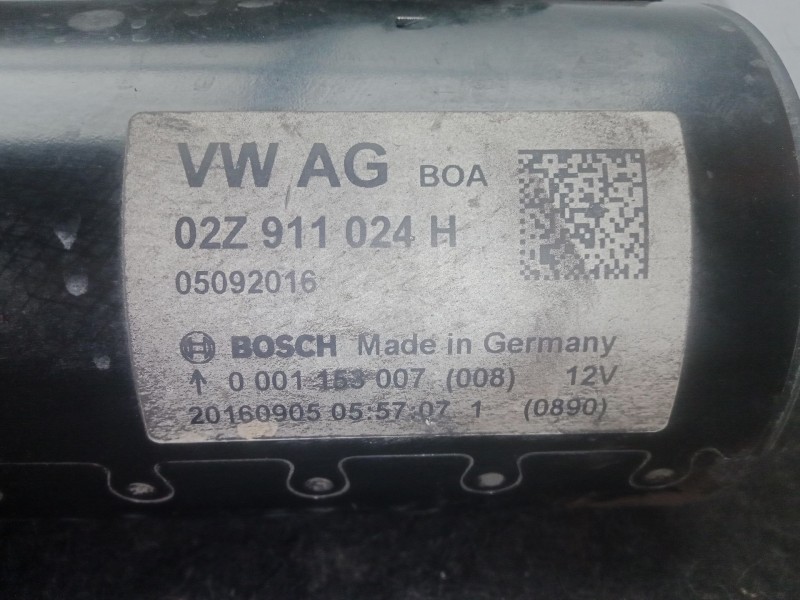 VW AG BOA
02Z 911 024 H
05092016
BOSCH Made in Germany
↑ 0 001 153 007 (008) 12V
20160905 05:57:07 1 (0890)